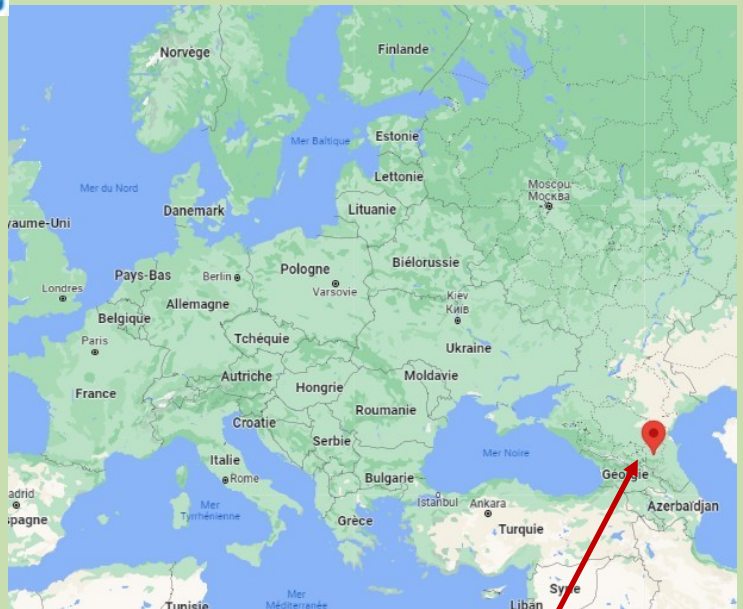 Norvège
Finlande
Mer Baltique
Estonie
Lettonie
Mer du Nord
Moscou
Москва
Danemark
Lituanie
yaume-Uni
Biélorussie
Pologne
Pays-Bas
Berlin
Londres
Varsovie
Kiev
Київ
Allemagne
Belgique
Paris
Tchéquie
Ukraine
Autriche
Moldavie
Hongrie
France
Roumanie
Croatie
Serbie
Mer Noire
Italie
Rome
Géorgie
Bulgarie
adrid
Istanbul
Ankara
Azerbaïdjan
spagne
Mer
Tyrrhénienne
Grèce
Turquie
Syrie
Mer
Méditerranée
Liban
Tunisie